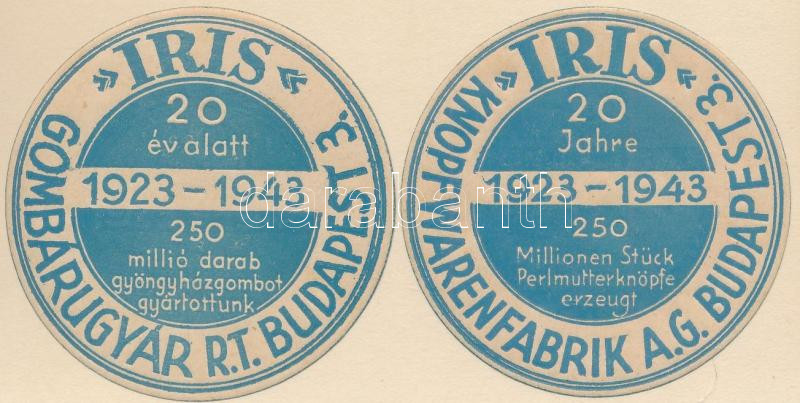 »IRIS«
20
év alatt
1923-1943
250
millió darab
gyöngyházgombot
gyártottunk
GOMBÁRUGYÁR R.T. BUDAPEST 3.
»IRIS«
20
Jahre
1923-1943
250
Millionen Stück
Perlmutterknöpfe
erzeugt
KNOPFWARENFABRIK A.G. BUDAPEST 3.
darabanth